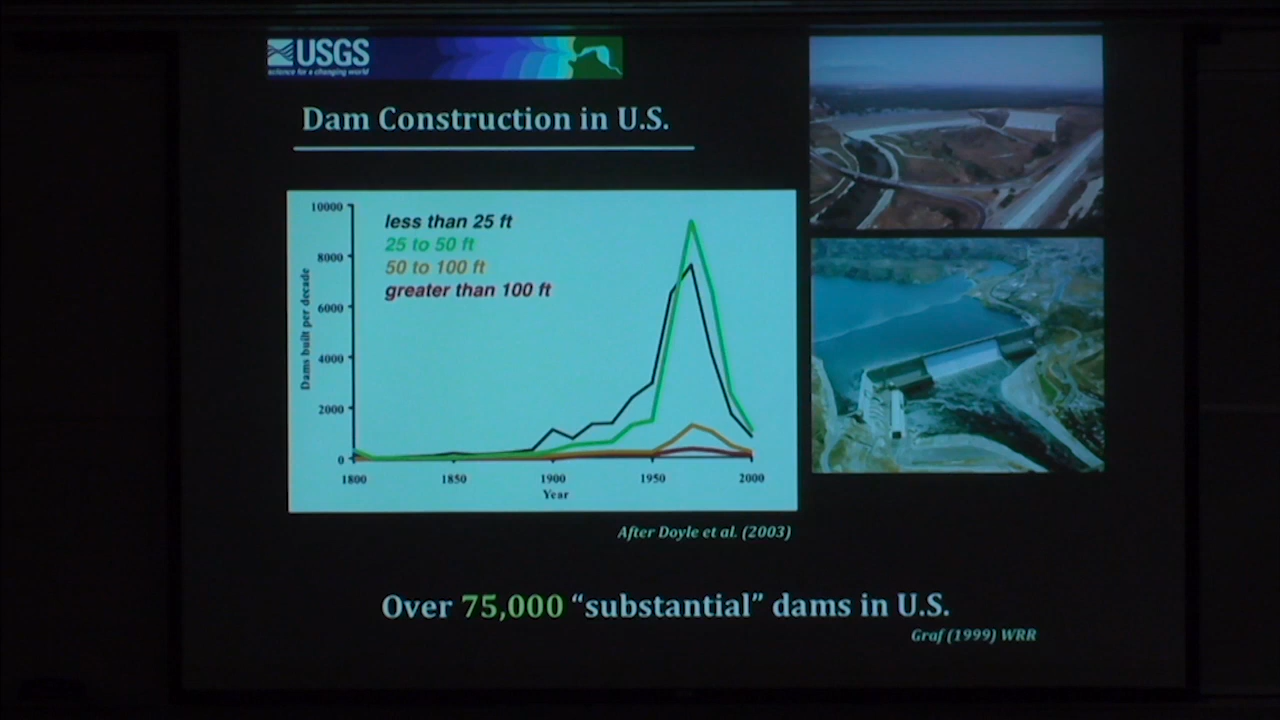 USGS
science for a changing world
Dam Construction in U.S.
10000
8000
6000
4000
2000
0
Dams built per decade
less than 25 ft
25 to 50 ft
50 to 100 ft
greater than 100 ft
1800
1850
1900
1950
2000
Year
After Doyle et al. (2003)
Over 75,000 “substantial” dams in U.S.
Graf (1999) WRR